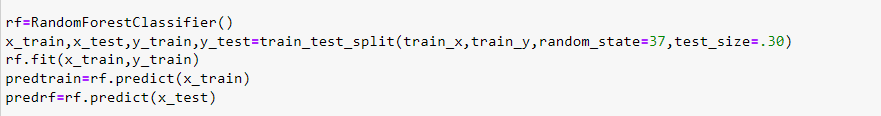 rf=RandomForestClassifier()
x_train,x_test,y_train,y_test=train_test_split(train_x,train_y,random_state=37,test_size=.30)
rf.fit(x_train,y_train)
predtrain=rf.predict(x_train)
predrf=rf.predict(x_test)